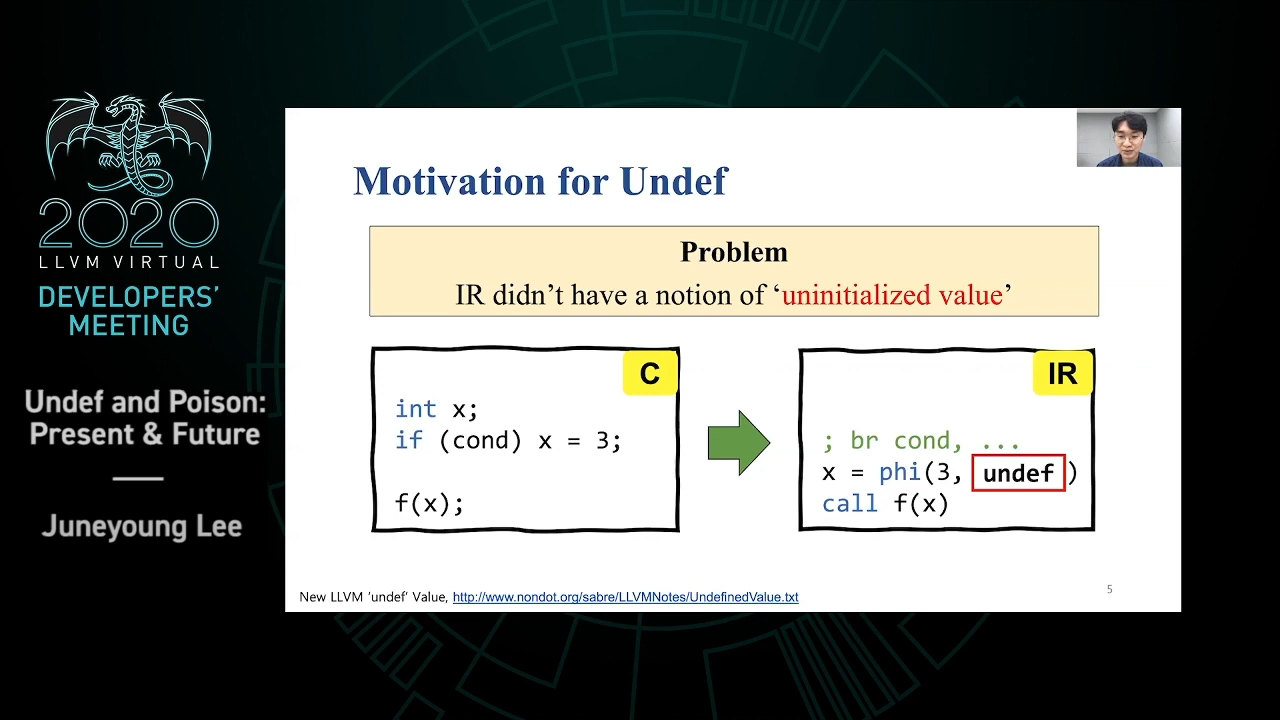 2020
LLVM VIRTUAL
DEVELOPERS'
MEETING
Undef and Poison:
Present & Future
Juneyoung Lee
Motivation for Undef
Problem
IR didn't have a notion of 'uninitialized value'
C
int x;
if (cond) x = 3;
f(x);
IR
; br cond, ...
x = phi(3, undef)
call f(x)
New LLVM 'undef' Value, http://www.nondot.org/sabre/LLVMNotes/UndefinedValue.txt
5